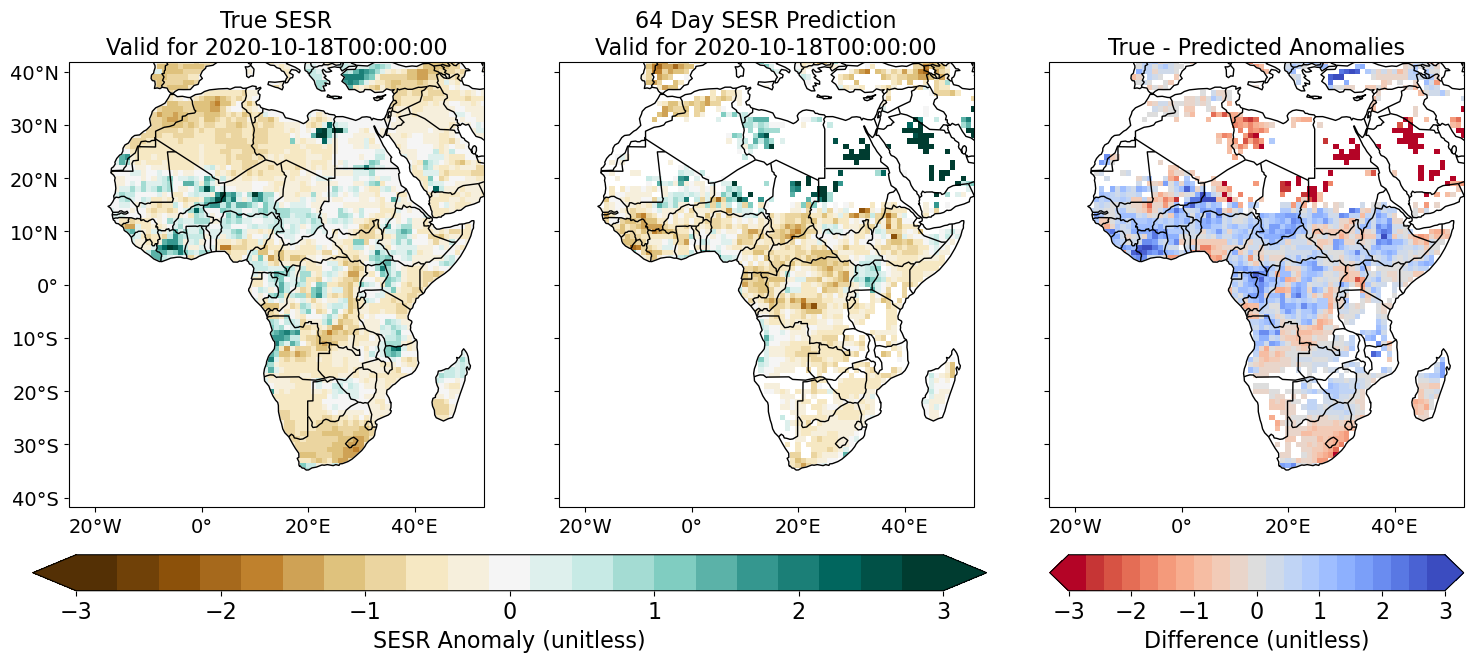 True SESR
Valid for 2020-10-18T00:00:00
64 Day SESR Prediction
Valid for 2020-10-18T00:00:00
True - Predicted Anomalies
40°N
30°N
20°N
10°N
0°
10°S
20°S
30°S
40°S
20°W 0° 20°E 40°E
20°W 0° 20°E 40°E
20°W 0° 20°E 40°E
−3 −2 −1 0 1 2 3
SESR Anomaly (unitless)
−3 −2 −1 0 1 2 3
Difference (unitless)